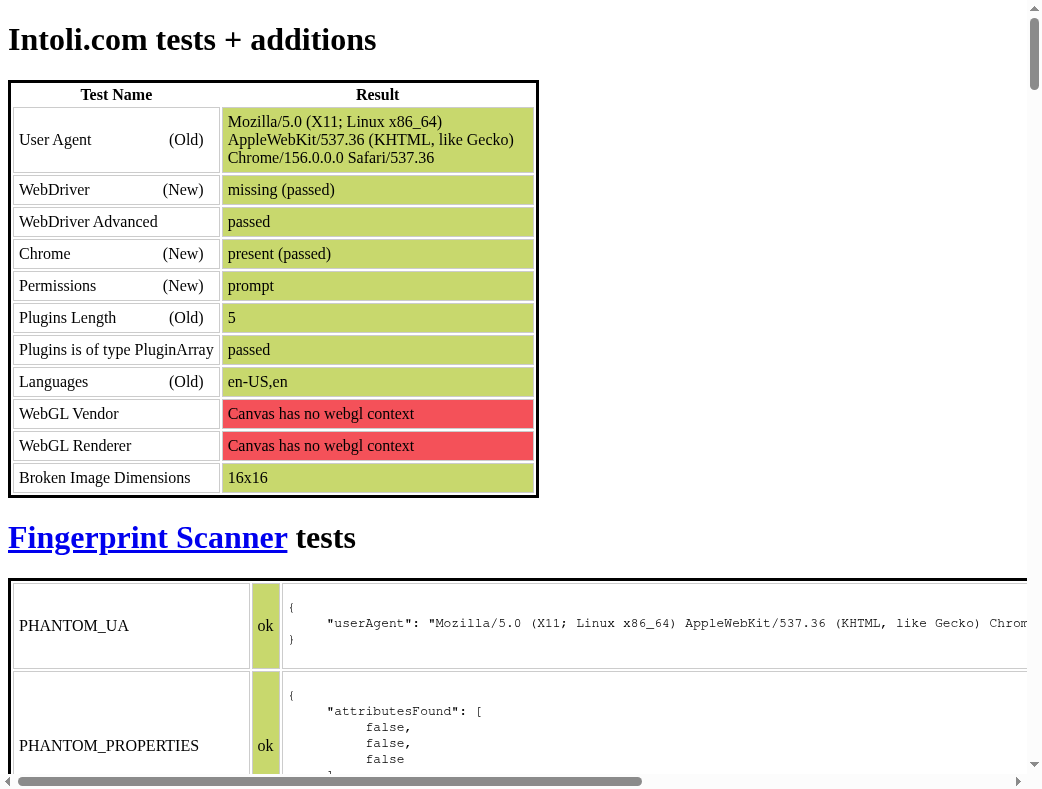 Intoli.com tests + additions
Test Name Result
User Agent (Old) Mozilla/5.0 (X11; Linux x86_64)
AppleWebKit/537.36 (KHTML, like Gecko)
Chrome/156.0.0.0 Safari/537.36
WebDriver (New) missing (passed)
WebDriver Advanced passed
Chrome (New) present (passed)
Permissions (New) prompt
Plugins Length (Old) 5
Plugins is of type PluginArray passed
Languages (Old) en-US,en
WebGL Vendor Canvas has no webgl context
WebGL Renderer Canvas has no webgl context
Broken Image Dimensions 16x16
Fingerprint Scanner tests
PHANTOM_UA ok {
"userAgent": "Mozilla/5.0 (X11; Linux x86_64) AppleWebKit/537.36 (KHTML, like Gecko) Chrom
}
PHANTOM_PROPERTIES ok {
"attributesFound": [
false,
false,
false